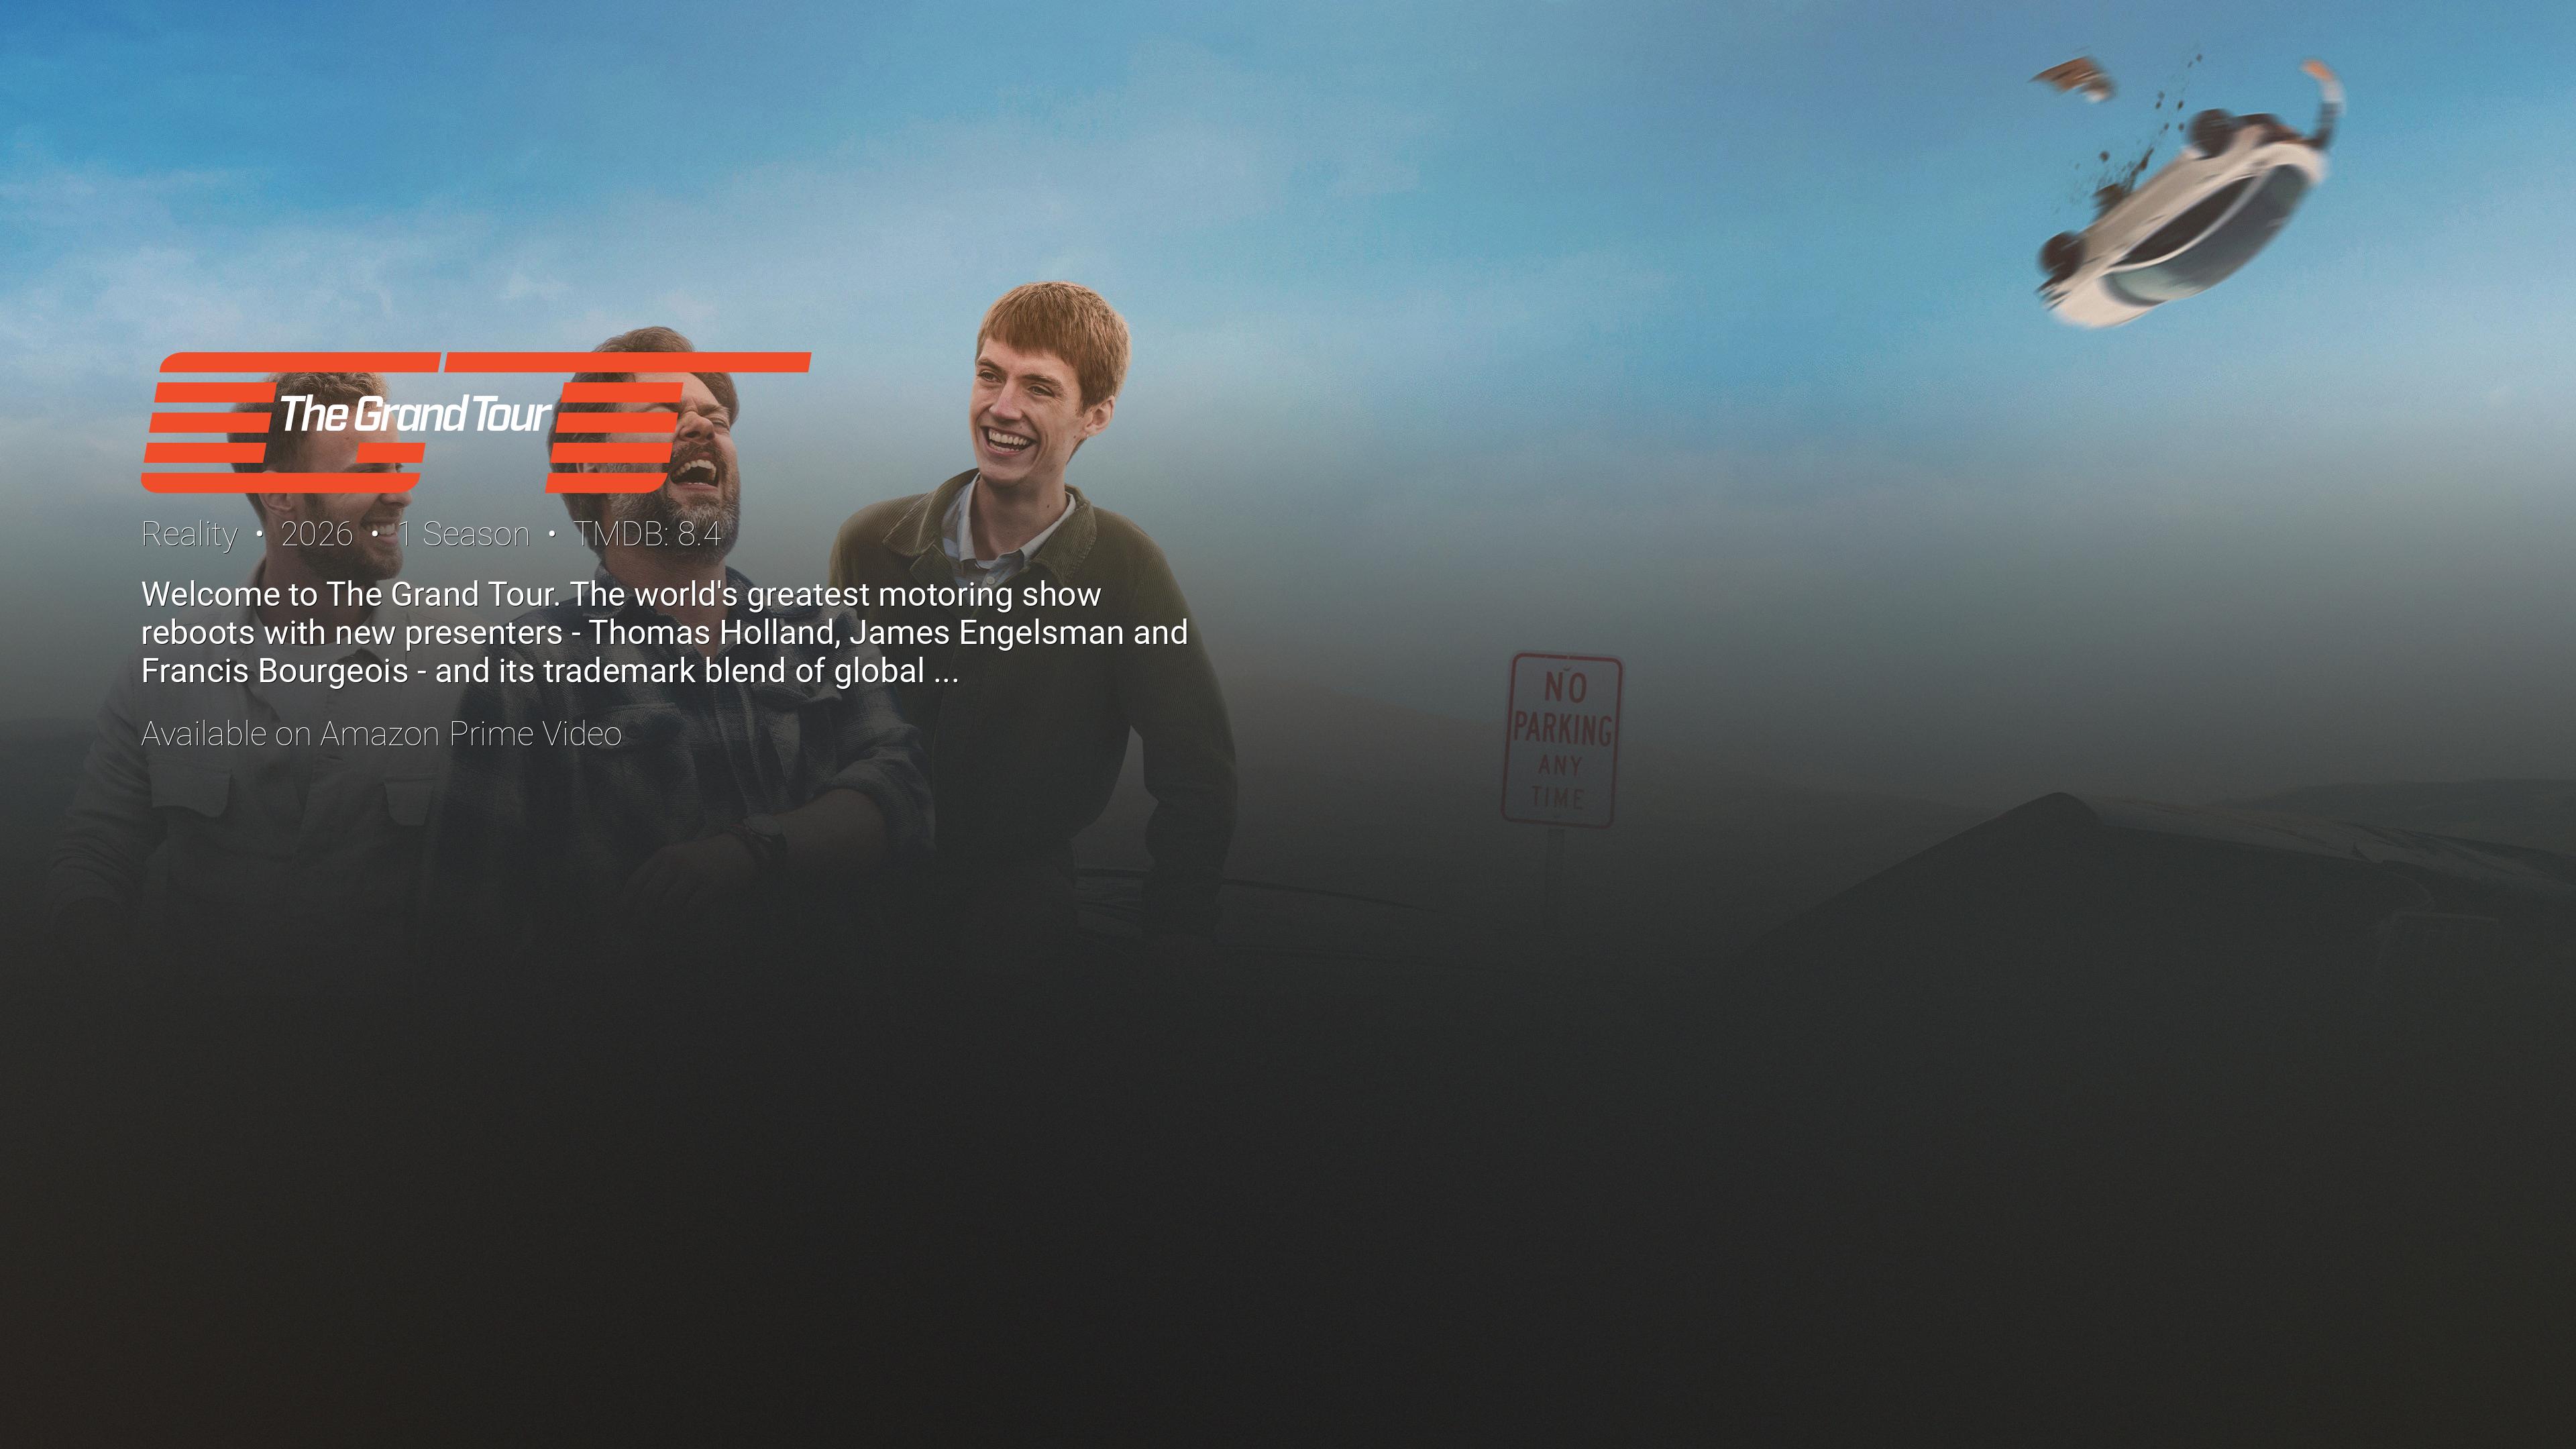 The Grand Tour
Reality • 2026 • 1 Season • TMDB: 8.4
Welcome to The Grand Tour. The world's greatest motoring show
reboots with new presenters - Thomas Holland, James Engelsman and
Francis Bourgeois - and its trademark blend of global ...
Available on Amazon Prime Video
NO
PARKING
ANY
TIME